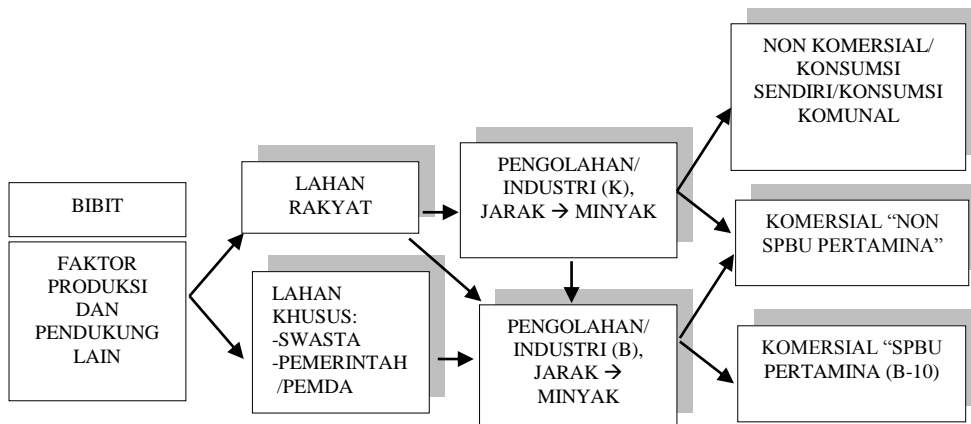 BIBIT
FAKTOR
PRODUKSI
DAN
PENDUKUNG
LAIN
LAHAN
RAKYAT
LAHAN
KHUSUS:
-SWASTA
-PEMERINTAH
/PEMDA
PENGOLAHAN/
INDUSTRI (K),
JARAK → MINYAK
PENGOLAHAN/
INDUSTRI (B),
JARAK →
MINYAK
NON KOMERSIAL/
KONSUMSI
SENDIRI/KONSUMSI
KOMUNAL
KOMERSIAL “NON
SPBU PERTAMINA”
KOMERSIAL “SPBU
PERTAMINA (B-10)